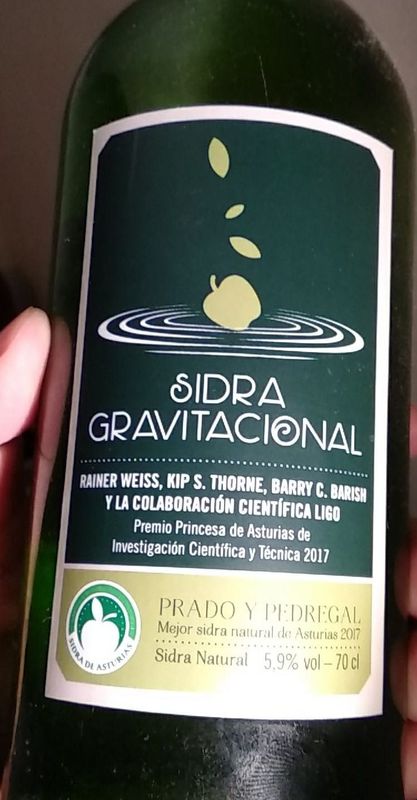 SIDRA
GRAVITACIONAL
RAINER WEISS, KIP S. THORNE, BARRY C. BARISH
Y LA COLABORACIÓN CIENTÍFICA LIGO
Premio Princesa de Asturias de
Investigación Científica y Técnica 2017
PRADO Y PEDREGAL
Mejor sidra natural de Asturias 2017
Sidra Natural 5.9% vol – 70 cl
SIDRA DE ASTURIAS